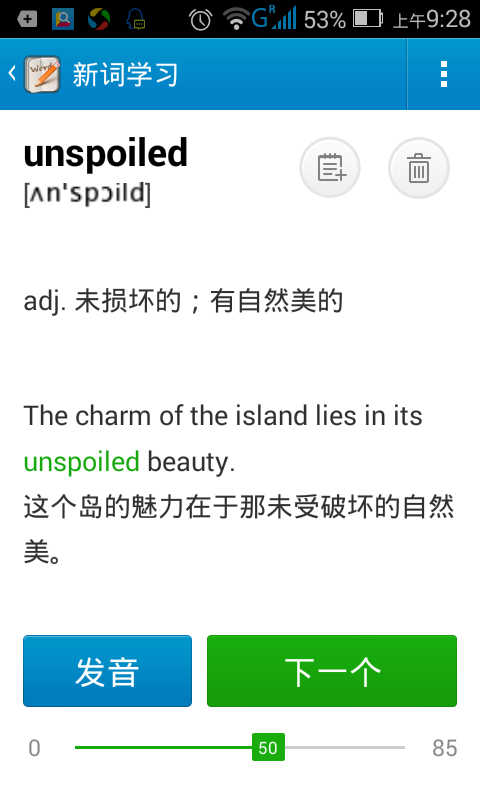 G R 53% 上午9:28
Words 新词学习
unspoiled
[ʌn'spɔild]
adj. 未损坏的；有自然美的
The charm of the island lies in its
unspoiled beauty.
这个岛的魅力在于那未受破坏的自然
美。
发音 下一个
0 50 85